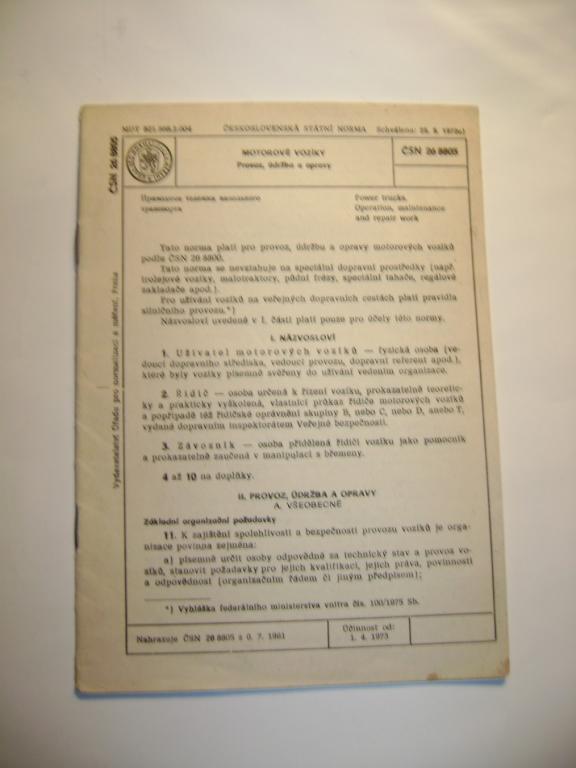 ČESKOSLOVENSKÁ STÁTNÍ NORMA
ČSN 26 8805
MOTOROVÉ VOZÍKY
Provoz, údržba a opravy
ČSN 26 8805
Power trucks.
Operation, maintenance
and repair work
Tato norma platí pro provoz, údržbu a opravy motorových vozíků
podle ČSN 26 8800.
Tato norma se nevztahuje na speciální dopravní prostředky (např.
trolejové vozíky, malotraktory, půdní frézy, speciální tahače, regálové
zakladače apod.).
Pro užívání vozíků na veřejných dopravních cestách platí pravidla
silničního provozu.*)
Názvosloví uvedené v I. části platí pouze pro účely této normy.
I. NÁZVOSLOVÍ
1. Uživatel motorových vozíků — fyzická osoba (ve-
doucí dopravního střediska, vedoucí provozu, dopravní referent apod.),
které byly vozíky písemně svěřeny do užívání vedením organizace.
2. Řidič — osoba určená k řízení vozíku, prokazatelně teoretic-
ky a prakticky vyškolená, vlastnící průkaz řidiče motorových vozíků
a popřípadě též řidičské oprávnění skupiny B, nebo C, nebo D, anebo T,
vydané dopravním inspektorátem Veřejné bezpečnosti.
3. Závozník — osoba přidělená řidiči vozíku jako pomocník
a prokazatelně zaučená v manipulaci s břemeny.
4 až 10 na doplňky.
II. PROVOZ, ÚDRŽBA A OPRAVY
A. VŠEOBECNĚ
Základní organizační požadavky
11. K zajištění spolehlivosti a bezpečnosti provozu vozíků je orga-
nizace povinna zejména:
a) písemně určit osoby odpovědné za technický stav a provoz vo-
zíků, stanovit požadavky pro jejich kvalifikaci, jejich práva, povinnosti
a odpovědnost (organizačním řádem či jiným předpisem);
*) Vyhláška federálního ministerstva vnitra čís. 100/1975 Sb.
Nahrazuje ČSN 26 8805 z 7. 1961
Účinnost od:
1. 4.
Vydavatelství Úřadu pro normalizaci a měření, Praha